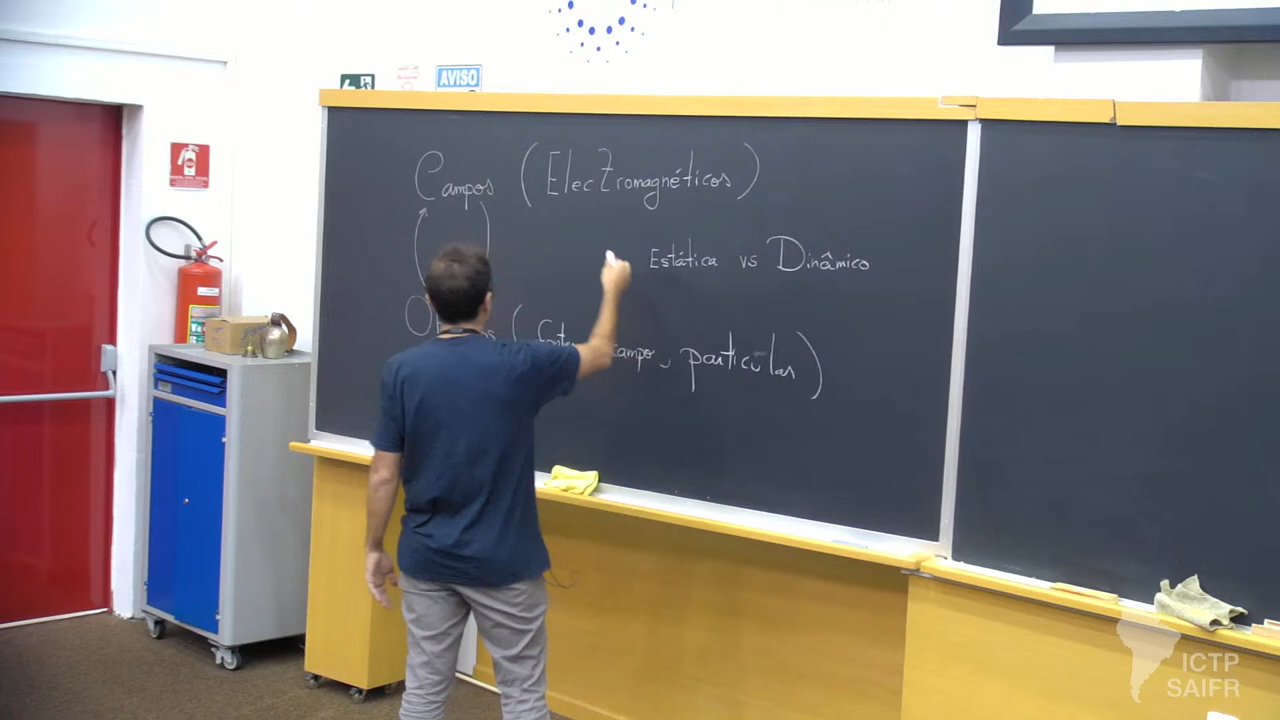 AVISO
Campos (Electromagnéticos)
Estática vs Dinâmico
campo, particulas)
ICTP
SAIFR